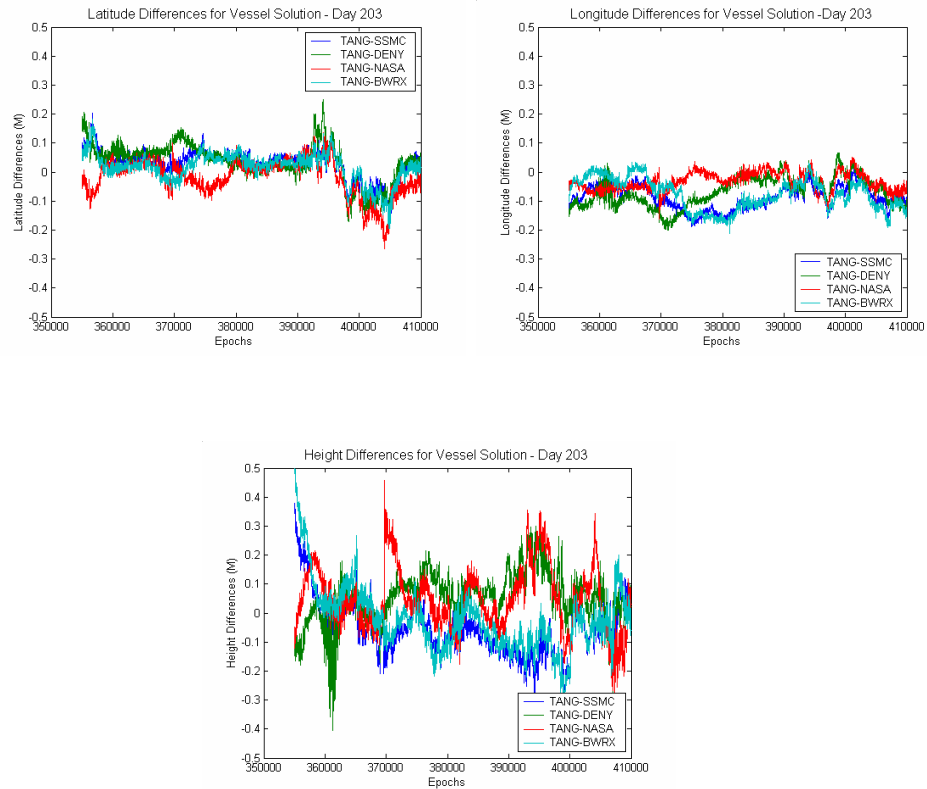 Latitude Differences for Vessel Solution - Day 203
0.5
0.4
0.3
0.2
0.1
0
-0.1
-0.2
-0.3
-0.4
-0.5
Latitude Differences (M)
TANG-SSMC
TANG-DENY
TANG-NASA
TANG-BWRX
350000 360000 370000 380000 390000 400000 410000
Epochs
Longitude Differences for Vessel Solution -Day 203
0.5
0.4
0.3
0.2
0.1
0
-0.1
-0.2
-0.3
-0.4
-0.5
Longitude Differences (M)
TANG-SSMC
TANG-DENY
TANG-NASA
TANG-BWRX
350000 360000 370000 380000 390000 400000 410000
Epochs
Height Differences for Vessel Solution - Day 203
0.5
0.4
0.3
0.2
0.1
0
-0.1
-0.2
-0.3
-0.4
-0.5
Height Differences (M)
TANG-SSMC
TANG-DENY
TANG-NASA
TANG-BWRX
350000 360000 370000 380000 390000 400000 410000
Epochs